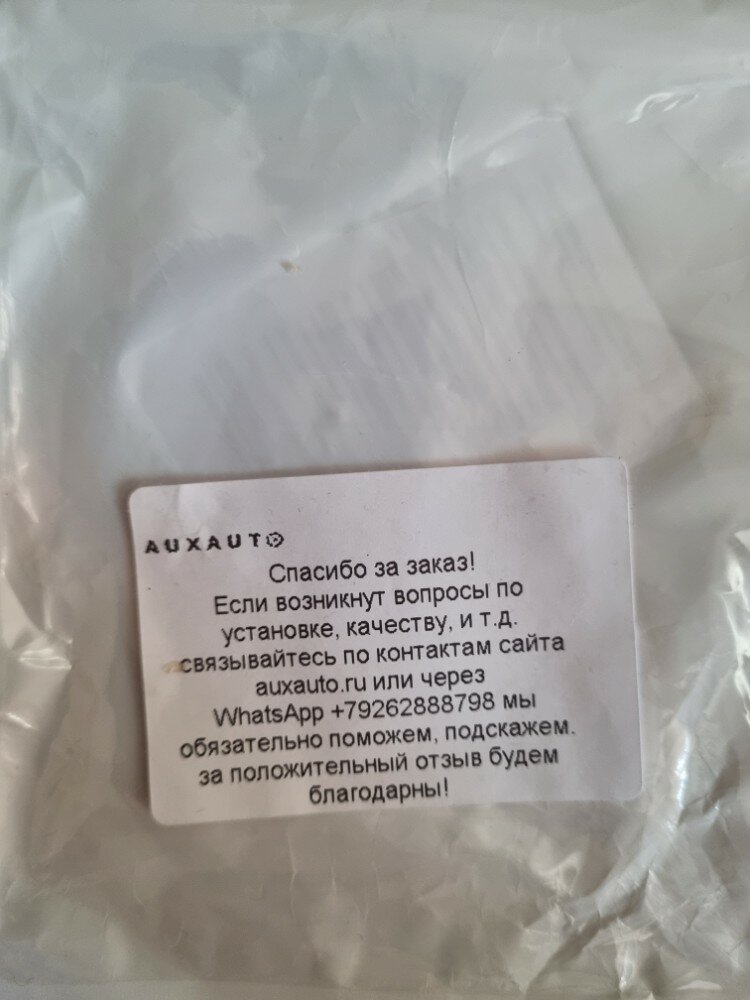 AUXAUTO
Спасибо за заказ!
Если возникнут вопросы по
установке, качеству, и т.д.
связывайтесь по контактам сайта
auxauto.ru или через
WhatsApp +79262888798 мы
обязательно поможем, подскажем.
за положительный отзыв будем
благодарны!